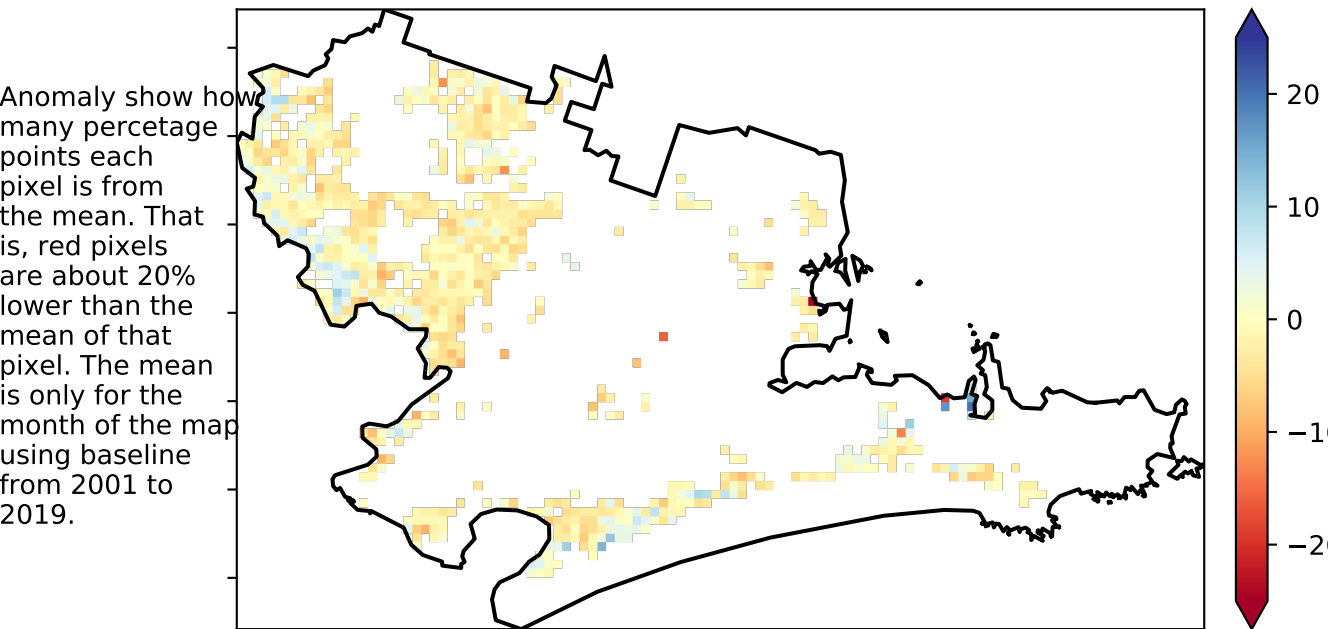 Anomaly show how
many percetage
points each
pixel is from
the mean. That
is, red pixels
are about 20%
lower than the
mean of that
pixel. The mean
is only for the
month of the map
using baseline
from 2001 to
2019.
20
10
0
−10
−20